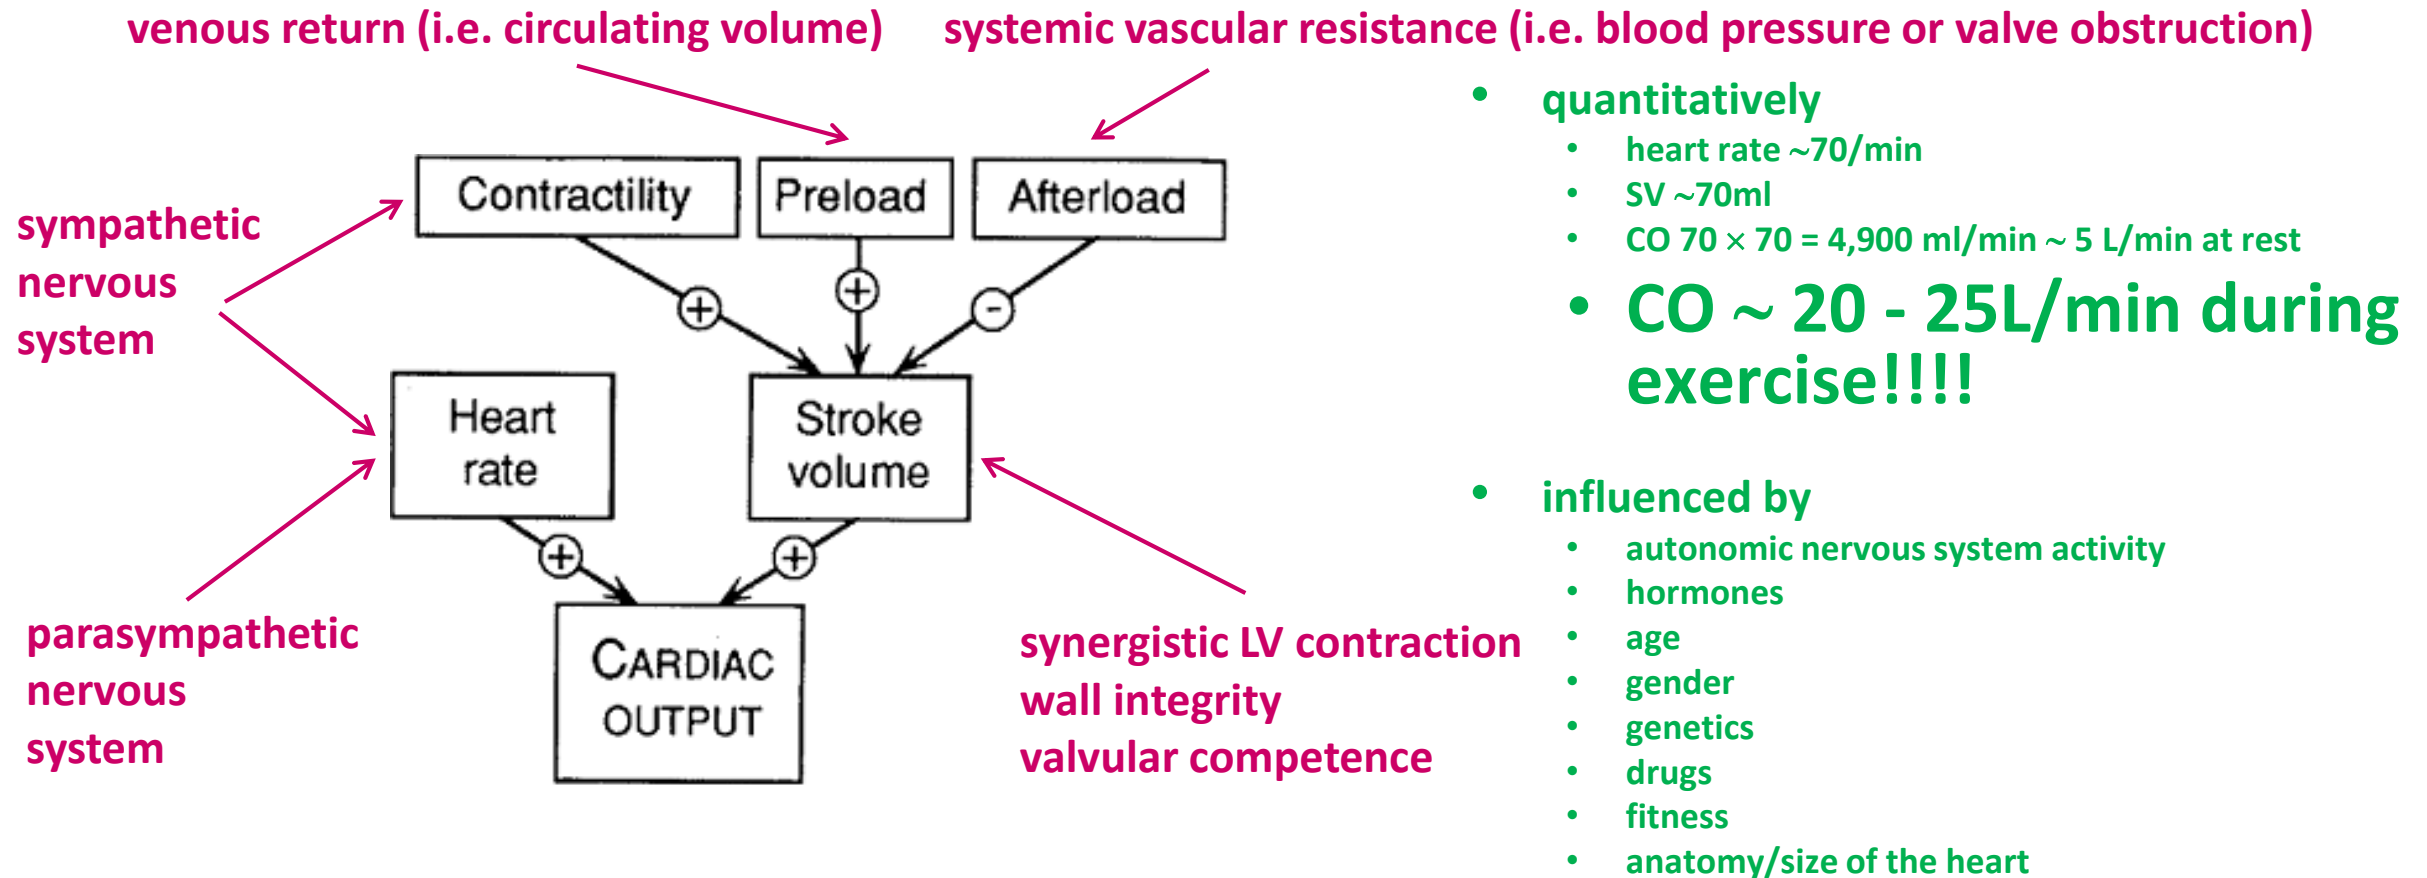 venous return (i.e. circulating volume)
systemic vascular resistance (i.e. blood pressure or valve obstruction)
Contractility
Preload
Afterload
sympathetic
nervous
system
+
+
-
Heart
rate
Stroke
volume
+
+
parasympathetic
nervous
system
CARDIAC
OUTPUT
synergistic LV contraction
wall integrity
valvular competence
• quantitatively
• heart rate ~70/min
• SV ~70ml
• CO 70 × 70 = 4,900 ml/min ~ 5 L/min at rest
• CO ~ 20 - 25L/min during
exercise!!!!
• influenced by
• autonomic nervous system activity
• hormones
• age
• gender
• genetics
• drugs
• fitness
• anatomy/size of the heart